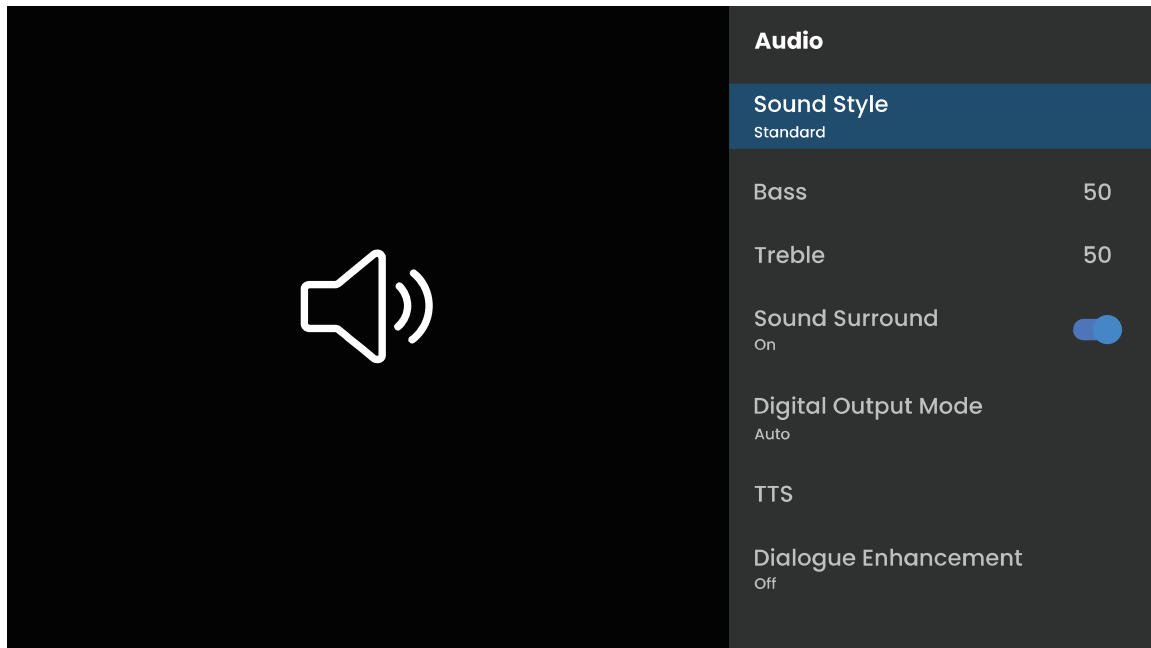 Audio
Sound Style
Standard
Bass 50
Treble 50
Sound Surround
On
Digital Output Mode
Auto
TTS
Dialogue Enhancement
Off